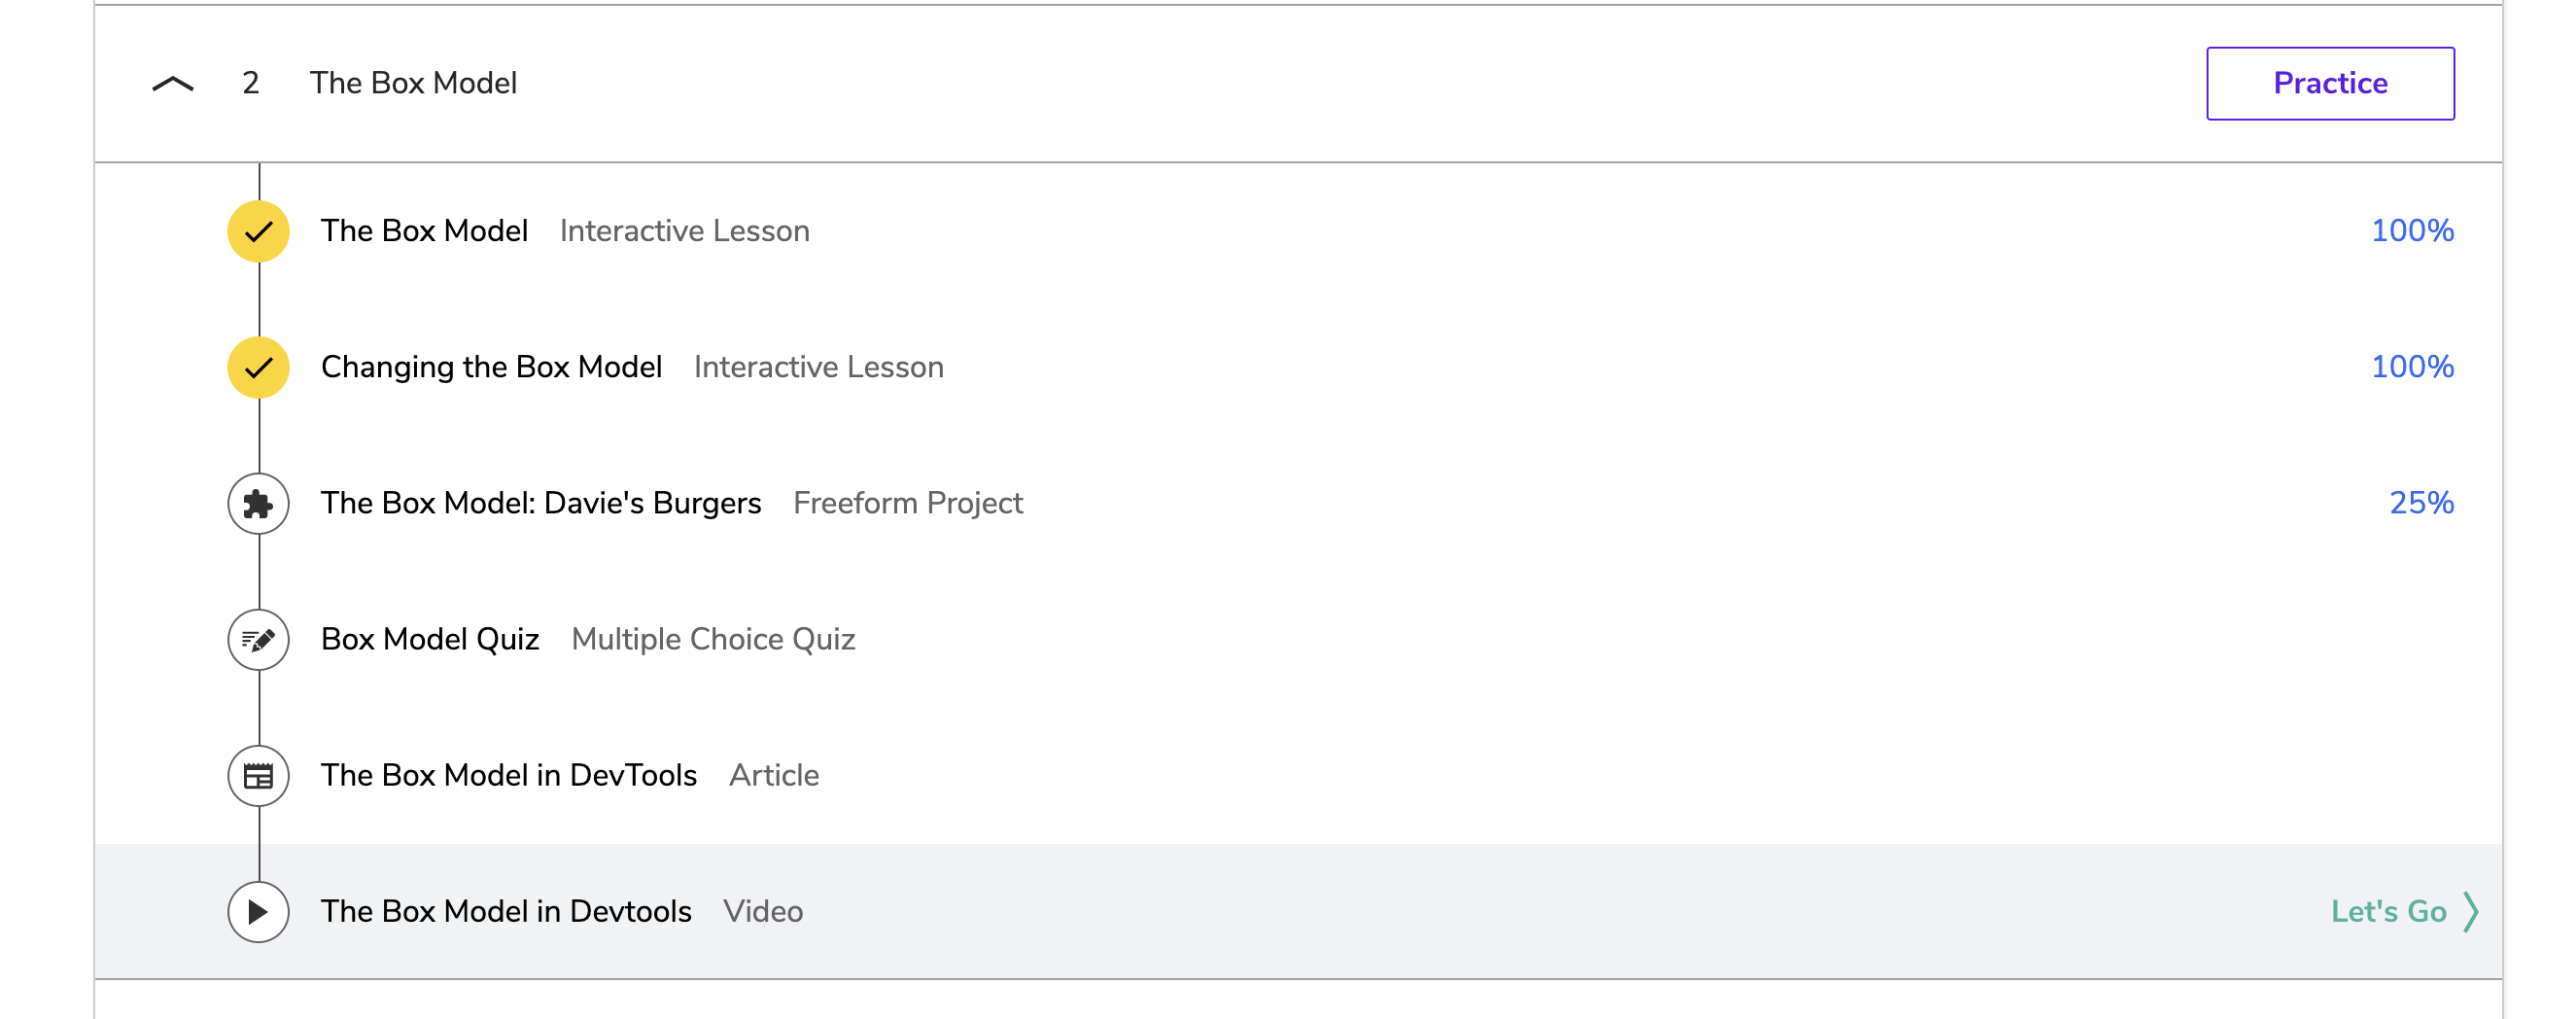 2 The Box Model Practice
The Box Model Interactive Lesson 100%
Changing the Box Model Interactive Lesson 100%
The Box Model: Davie's Burgers Freeform Project 25%
Box Model Quiz Multiple Choice Quiz
The Box Model in DevTools Article
The Box Model in Devtools Video Let's Go